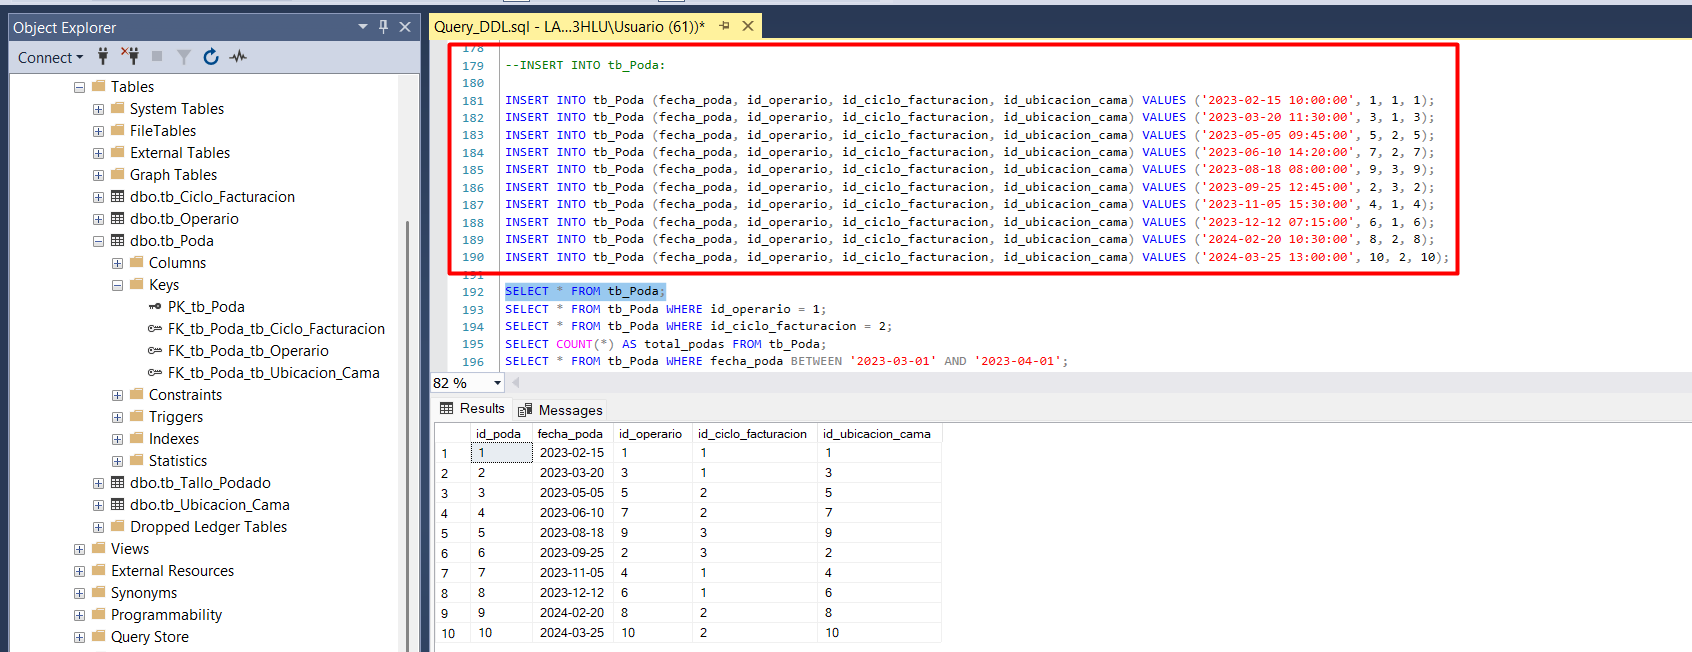 Object Explorer
Connect
Tables
System Tables
FileTables
External Tables
Graph Tables
dbo.tb_Ciclo_Facturacion
dbo.tb_Operario
dbo.tb_Poda
Columns
Keys
PK_tb_Poda
FK_tb_Poda_tb_Ciclo_Facturacion
FK_tb_Poda_tb_Operario
FK_tb_Poda_tb_Ubicacion_Cama
Constraints
Triggers
Indexes
Statistics
dbo.tb_Tallo_Podado
dbo.tb_Ubicacion_Cama
Dropped Ledger Tables
Views
External Resources
Synonyms
Programmability
Query Store
Query_DDL.sql - LA...3HLU\Usuario (61))*
178
179 --INSERT INTO tb_Poda:
180
181 INSERT INTO tb_Poda (fecha_poda, id_operario, id_ciclo_facturacion, id_ubicacion_cama) VALUES ('2023-02-15 10:00:00', 1, 1, 1);
182 INSERT INTO tb_Poda (fecha_poda, id_operario, id_ciclo_facturacion, id_ubicacion_cama) VALUES ('2023-03-20 11:30:00', 3, 1, 3);
183 INSERT INTO tb_Poda (fecha_poda, id_operario, id_ciclo_facturacion, id_ubicacion_cama) VALUES ('2023-05-05 09:45:00', 5, 2, 5);
184 INSERT INTO tb_Poda (fecha_poda, id_operario, id_ciclo_facturacion, id_ubicacion_cama) VALUES ('2023-06-10 14:20:00', 7, 2, 7);
185 INSERT INTO tb_Poda (fecha_poda, id_operario, id_ciclo_facturacion, id_ubicacion_cama) VALUES ('2023-08-18 08:00:00', 9, 3, 9);
186 INSERT INTO tb_Poda (fecha_poda, id_operario, id_ciclo_facturacion, id_ubicacion_cama) VALUES ('2023-09-25 12:45:00', 2, 3, 2);
187 INSERT INTO tb_Poda (fecha_poda, id_operario, id_ciclo_facturacion, id_ubicacion_cama) VALUES ('2023-11-05 15:30:00', 4, 1, 4);
188 INSERT INTO tb_Poda (fecha_poda, id_operario, id_ciclo_facturacion, id_ubicacion_cama) VALUES ('2023-12-12 07:15:00', 6, 1, 6);
189 INSERT INTO tb_Poda (fecha_poda, id_operario, id_ciclo_facturacion, id_ubicacion_cama) VALUES ('2024-02-20 10:30:00', 8, 2, 8);
190 INSERT INTO tb_Poda (fecha_poda, id_operario, id_ciclo_facturacion, id_ubicacion_cama) VALUES ('2024-03-25 13:00:00', 10, 2, 10);
191
192 SELECT * FROM tb_Poda;
193 SELECT * FROM tb_Poda WHERE id_operario = 1;
194 SELECT * FROM tb_Poda WHERE id_ciclo_facturacion = 2;
195 SELECT COUNT(*) AS total_podas FROM tb_Poda;
196 SELECT * FROM tb_Poda WHERE fecha_poda BETWEEN '2023-03-01' AND '2023-04-01';
82 %
Results Messages
id_poda fecha_poda id_operario id_ciclo_facturacion id_ubicacion_cama
1 1 2023-02-15 1 1 1
2 2 2023-03-20 3 1 3
3 3 2023-05-05 5 2 5
4 4 2023-06-10 7 2 7
5 5 2023-08-18 9 3 9
6 6 2023-09-25 2 3 2
7 7 2023-11-05 4 1 4
8 8 2023-12-12 6 1 6
9 9 2024-02-20 8 2 8
10 10 2024-03-25 10 2 10